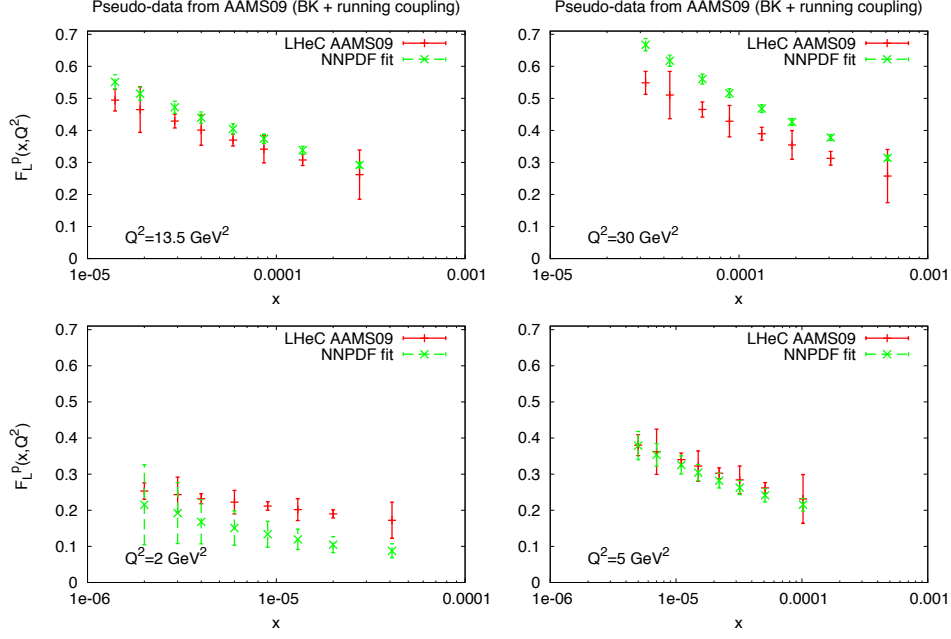 Pseudo-data from AAMS09 (BK + running coupling)
0.7
0.6
0.5
0.4
0.3
0.2
0.1
0
F_L^p(x,Q^2)
LHeC AAMS09
NNPDF fit
Q^2=13.5 GeV^2
1e-05
0.0001
0.001
x
Pseudo-data from AAMS09 (BK + running coupling)
0.7
0.6
0.5
0.4
0.3
0.2
0.1
0
LHeC AAMS09
NNPDF fit
Q^2=30 GeV^2
1e-05
0.0001
0.001
x
0.7
0.6
0.5
0.4
0.3
0.2
0.1
0
F_L^p(x,Q^2)
LHeC AAMS09
NNPDF fit
Q^2=2 GeV^2
1e-06
1e-05
0.0001
x
0.7
0.6
0.5
0.4
0.3
0.2
0.1
0
LHeC AAMS09
NNPDF fit
Q^2=5 GeV^2
1e-06
1e-05
0.0001
0.001
x